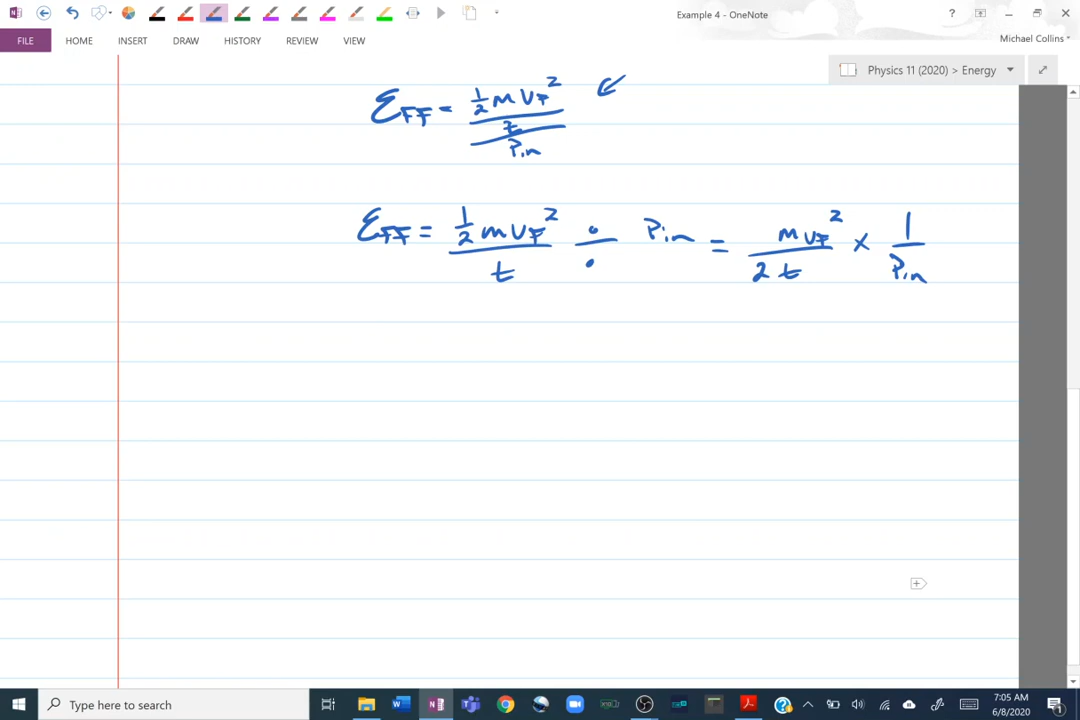 Example 4 - OneNote
?
Michael Collins
FILE HOME INSERT DRAW HISTORY REVIEW VIEW
Physics 11 (2020) > Energy
Eff = ½mvF² / t / Pin
Eff = ½mvF² / t ÷ Pin = mvF² / 2t × 1 / Pin
Type here to search
7:05 AM
6/8/2020